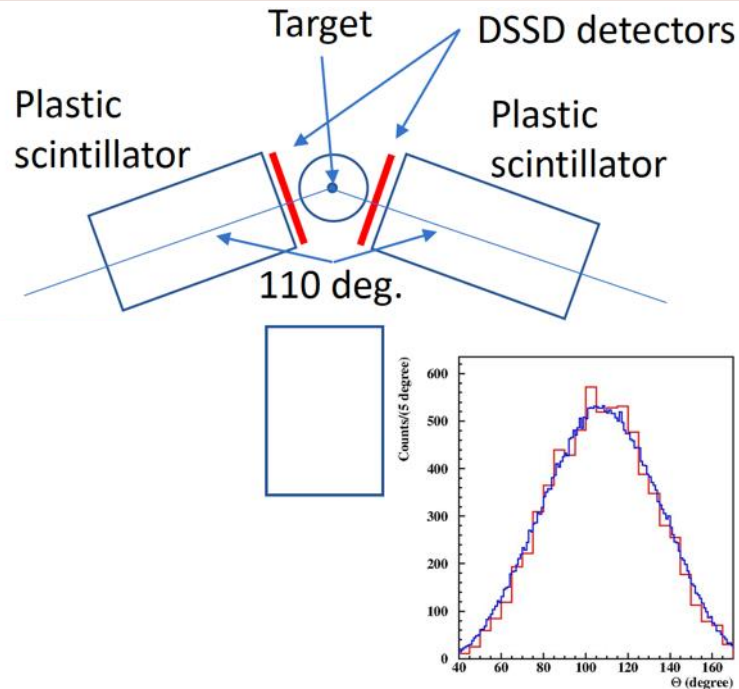 Target
DSSD detectors
Plastic
scintillator
Plastic
scintillator
110 deg.
Counts/(5 degree)
600
500
400
300
200
100
0
40
60
80
100
120
140
160
Θ (degree)